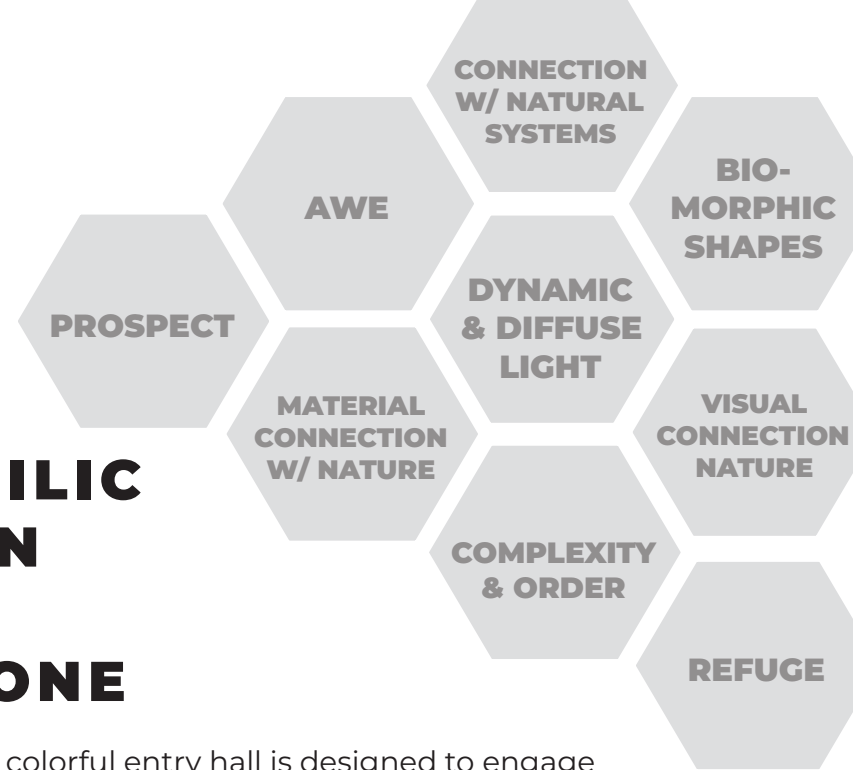 CONNECTION
W/ NATURAL
SYSTEMS
AWE
BIO-
MORPHIC
SHAPES
PROSPECT
DYNAMIC
& DIFFUSE
LIGHT
MATERIAL
CONNECTION
W/ NATURE
VISUAL
CONNECTION
NATURE
COMPLEXITY
& ORDER
REFUGE
ILIC
N
ONE
colorful entry hall is designed to engage